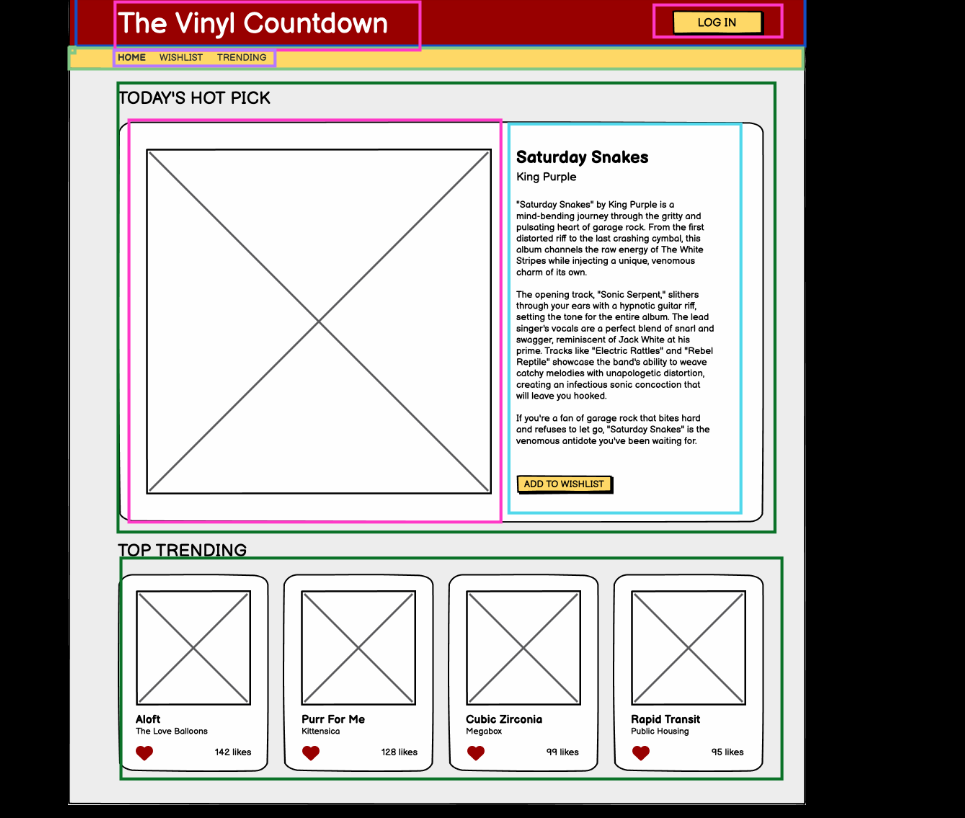 The Vinyl Countdown
LOG IN
HOME WISHLIST TRENDING
TODAY'S HOT PICK
Saturday Snakes
King Purple
"Saturday Snakes" by King Purple is a
mind-bending journey through the gritty and
pulsating heart of garage rock. From the first
distorted riff to the last crashing cymbal, this
album channels the raw energy of The White
Stripes while injecting a unique, venomous
charm of its own.
The opening track, "Sonic Serpent," slithers
through your ears with a hypnotic guitar riff,
setting the tone for the entire album. The lead
singer's vocals are a perfect blend of snarl and
swagger, reminiscent of Jack White at his
prime. Tracks like "Electric Rattles" and "Rebel
Reptile" showcase the band's ability to weave
catchy melodies with unapologetic distortion,
creating an infectious sonic concoction that
will leave you hooked.
If you're a fan of garage rock that bites hard
and refuses to let go, "Saturday Snakes" is the
venomous antidote you've been waiting for.
ADD TO WISHLIST
TOP TRENDING
Aloft
The Love Balloons
142 likes
Purr For Me
Kittensica
128 likes
Cubic Zirconia
Megabox
99 likes
Rapid Transit
Public Housing
95 likes